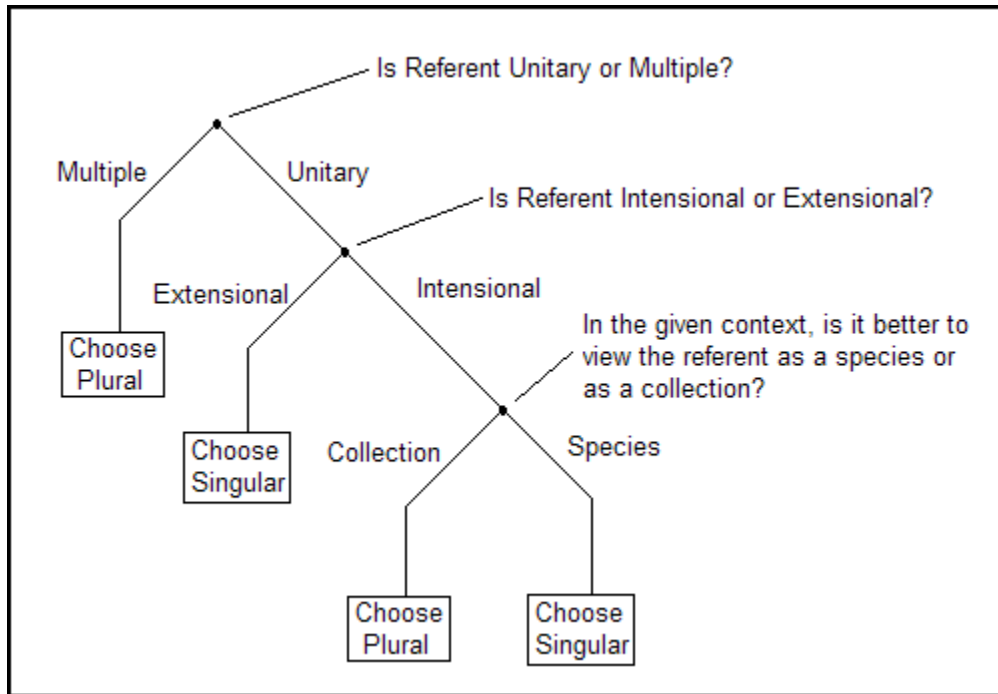 Is Referent Unitary or Multiple?
Multiple
Unitary
Is Referent Intensional or Extensional?
Extensional
Intensional
Choose
Plural
In the given context, is it better to
view the referent as a species or
as a collection?
Choose
Singular
Collection
Species
Choose
Plural
Choose
Singular